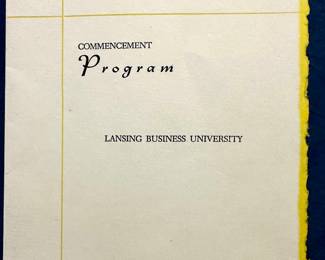 COMMENCEMENT
Program
LANSING BUSINESS UNIVERSITY